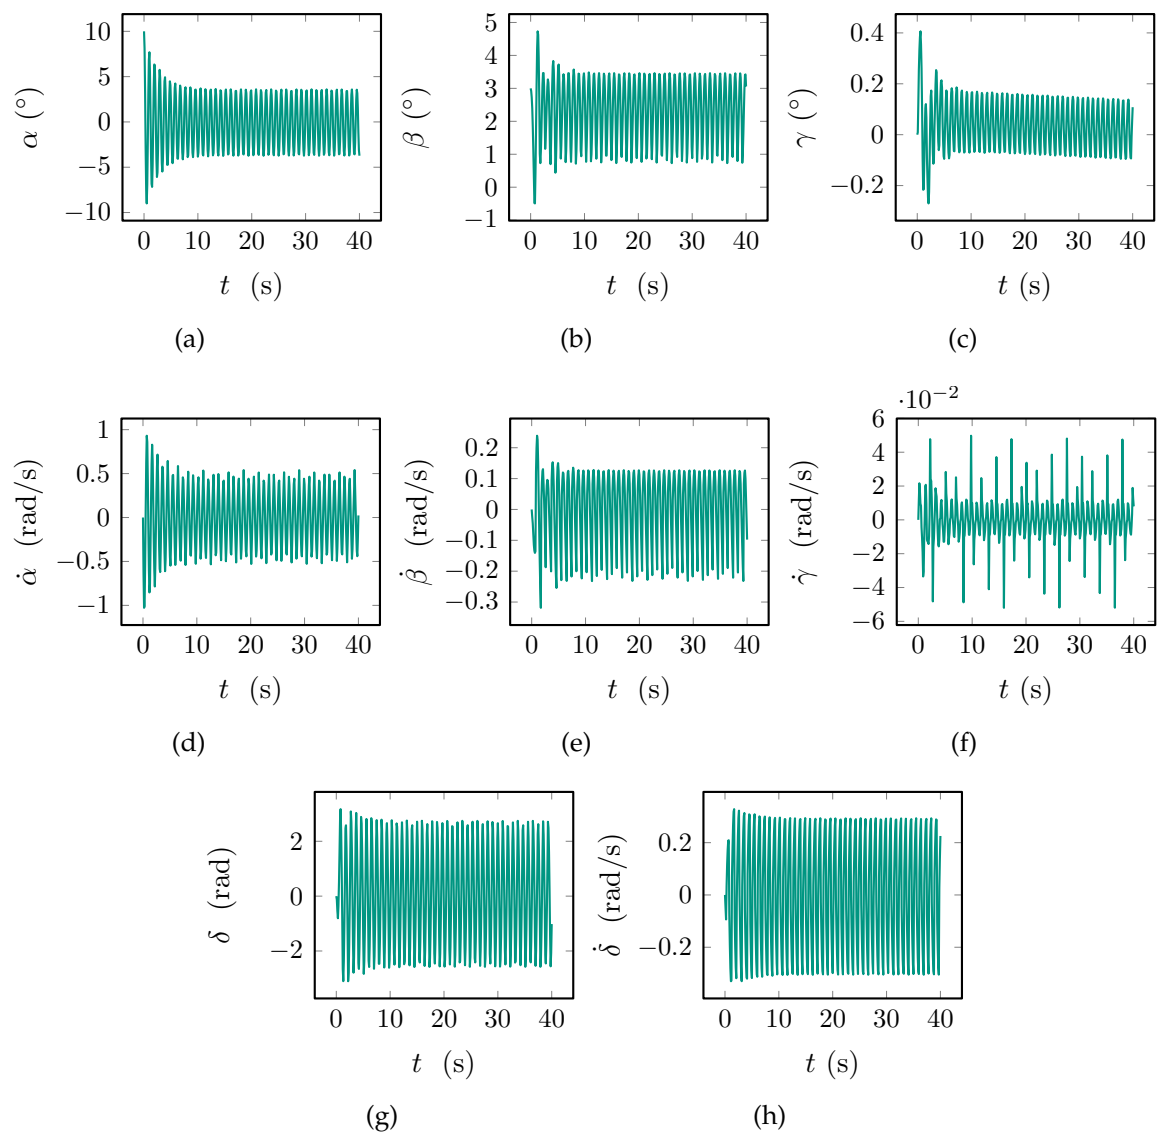 10
5
0
−5
−10
α (°)
0 10 20 30 40
t (s)
(a)
5
4
3
2
1
0
−1
β (°)
0 10 20 30 40
t (s)
(b)
0.4
0.2
0
−0.2
γ (°)
0 10 20 30 40
t (s)
(c)
1
0.5
0
−0.5
−1
α̇ (rad/s)
0 10 20 30 40
t (s)
(d)
0.2
0.1
0
−0.1
−0.2
−0.3
β̇ (rad/s)
0 10 20 30 40
t (s)
(e)
·10⁻²
6
4
2
0
−2
−4
−6
γ̇ (rad/s)
0 10 20 30 40
t (s)
(f)
2
0
−2
δ (rad)
0 10 20 30 40
t (s)
(g)
0.2
0
−0.2
δ̇ (rad/s)
0 10 20 30 40
t (s)
(h)